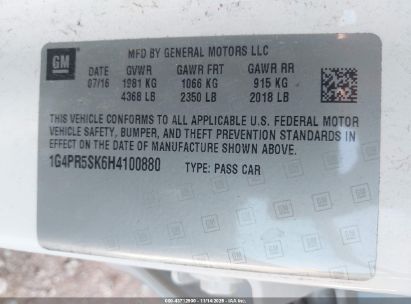 GM
MFD BY GENERAL MOTORS LLC
DATE GVWR GAWR FRT GAWR RR
07/16 1981 KG 1066 KG 915 KG
4368 LB 2350 LB 2018 LB
THIS VEHICLE CONFORMS TO ALL APPLICABLE U.S. FEDERAL MOTOR
VEHICLE SAFETY, BUMPER, AND THEFT PREVENTION STANDARDS IN
EFFECT ON THE DATE OF MANUFACTURE SHOWN ABOVE.
1G4PR5SK6H4100880 TYPE: PASS CAR